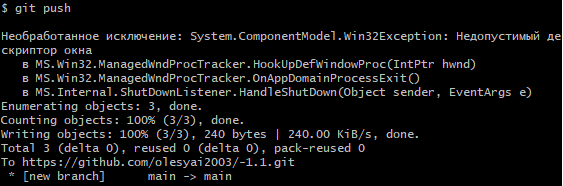 $ git push

Необработанное исключение: System.ComponentModel.Win32Exception: Недопустимый де
скриптор окна
   в MS.Win32.ManagedWndProcTracker.HookUpDefWindowProc(IntPtr hwnd)
   в MS.Win32.ManagedWndProcTracker.OnAppDomainProcessExit()
   в MS.Internal.ShutDownListener.HandleShutDown(Object sender, EventArgs e)
Enumerating objects: 3, done.
Counting objects: 100% (3/3), done.
Writing objects: 100% (3/3), 240 bytes | 240.00 KiB/s, done.
Total 3 (delta 0), reused 0 (delta 0), pack-reused 0
To https://github.com/olesyai2003/-1.1.git
 * [new branch]      main -> main